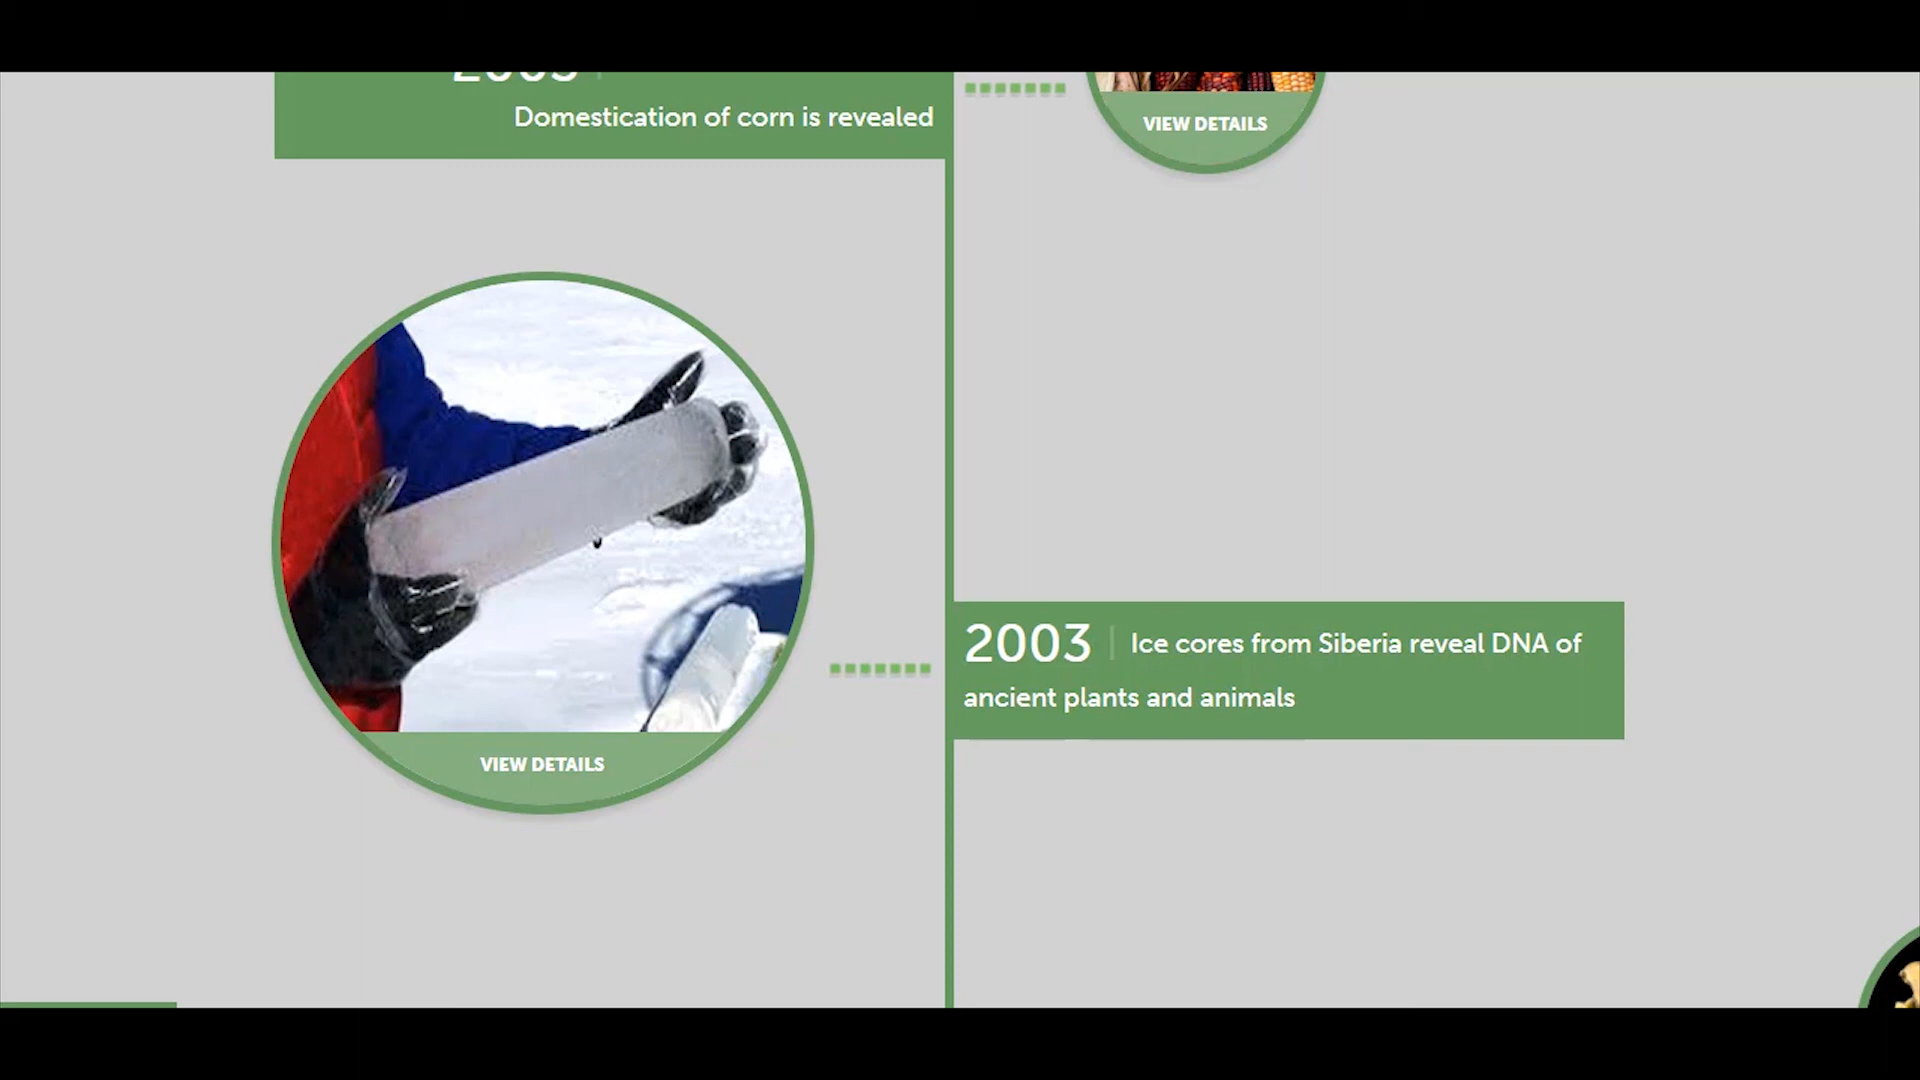 Domestication of corn is revealed
VIEW DETAILS
2003 | Ice cores from Siberia reveal DNA of
ancient plants and animals
VIEW DETAILS